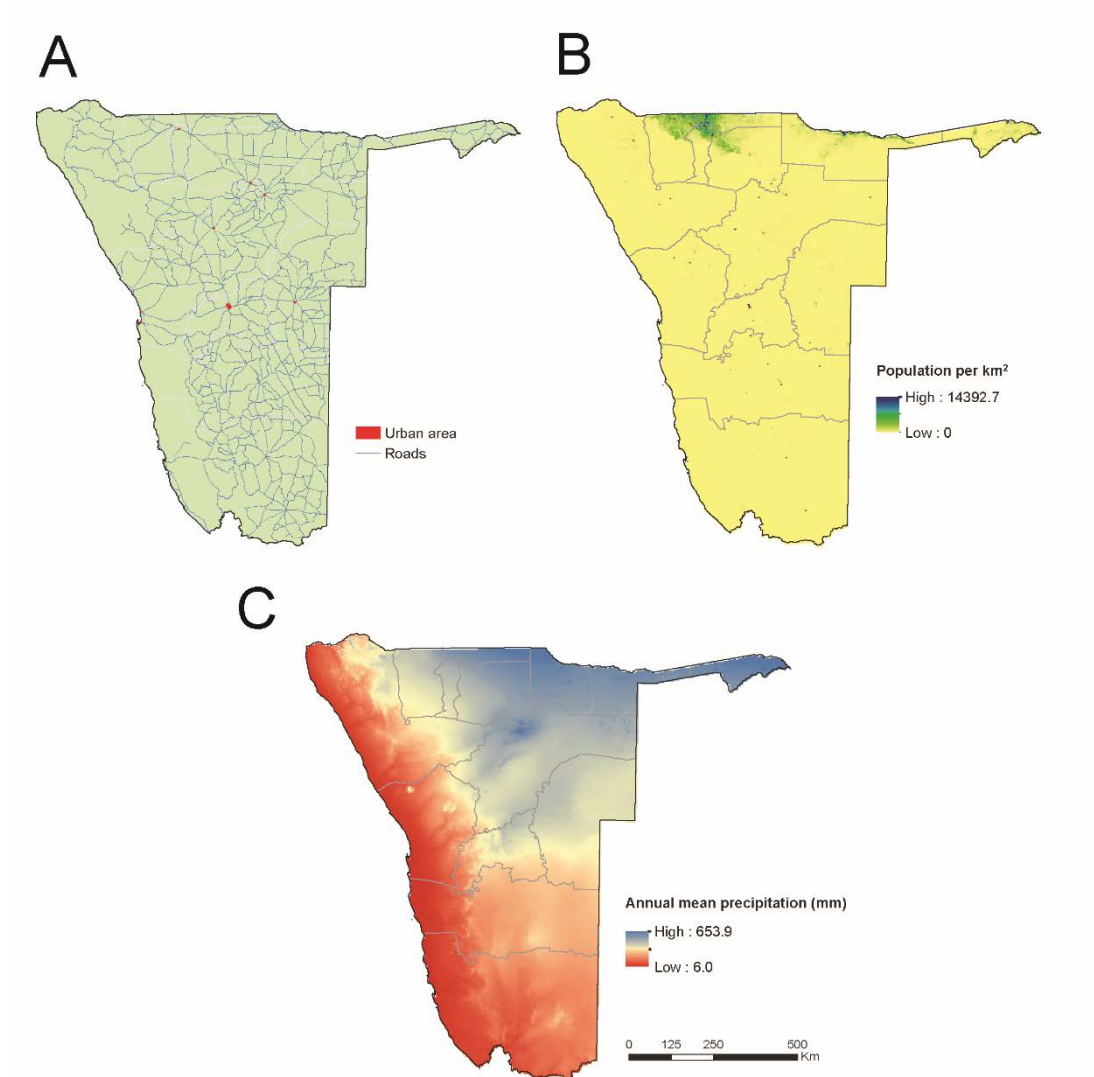 A
B
Urban area
Roads
Population per km²
High : 14392.7
Low : 0
C
Annual mean precipitation (mm)
High : 653.9
Low : 6.0
0 125 250 500
Km